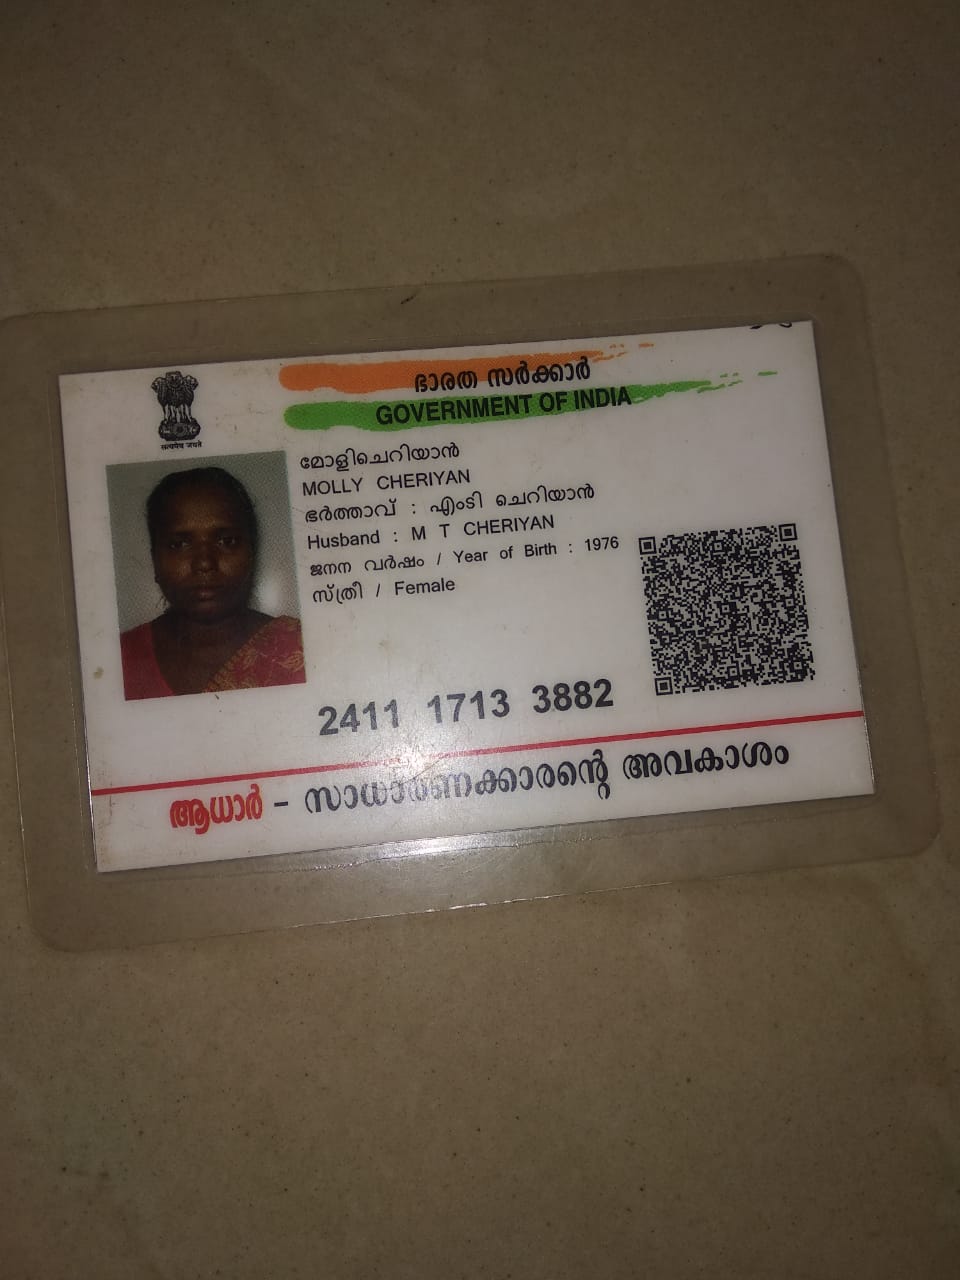 ഭാരത സർക്കാർ
GOVERNMENT OF INDIA
सत्यमेव जयते
മോളിചെറിയാൻ
MOLLY CHERIYAN
ഭർത്താവ് : എംടി ചെറിയാൻ
Husband : M T CHERIYAN
ജനന വർഷം / Year of Birth : 1976
സ്ത്രീ / Female
2411 1713 3882
ആധാർ - സാധാരണക്കാരന്റെ അവകാശം